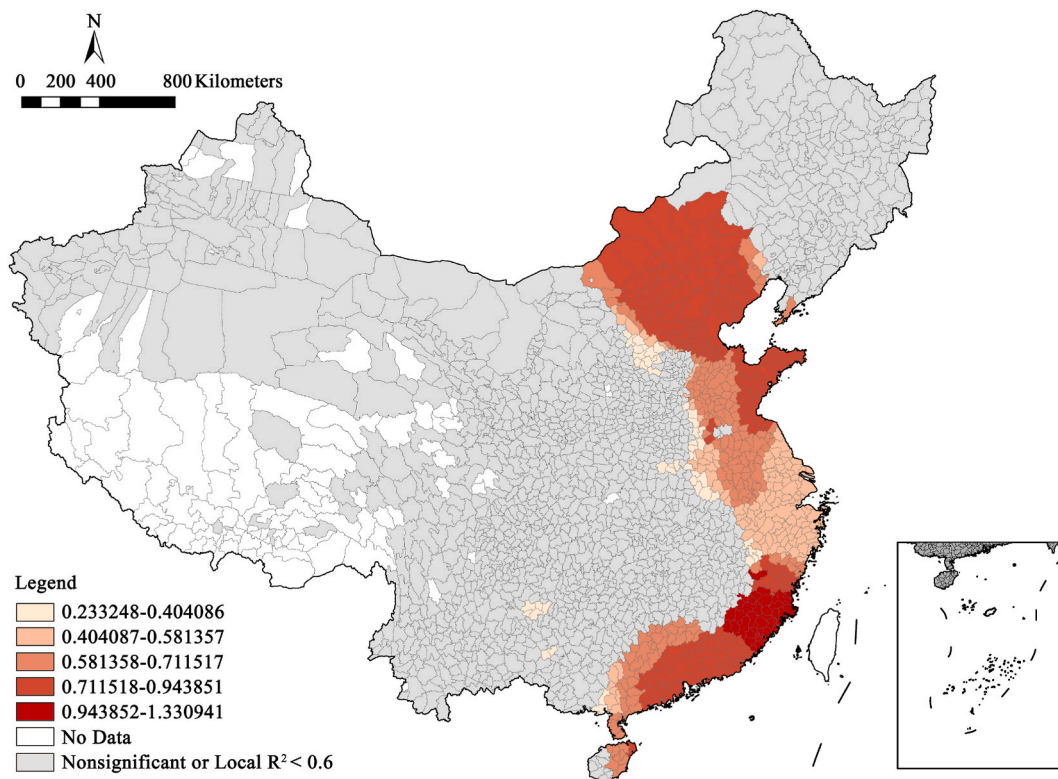 N
0 200 400 800 Kilometers
Legend
0.233248-0.404086
0.404087-0.581357
0.581358-0.711517
0.711518-0.943851
0.943852-1.330941
No Data
Nonsignificant or Local R² < 0.6